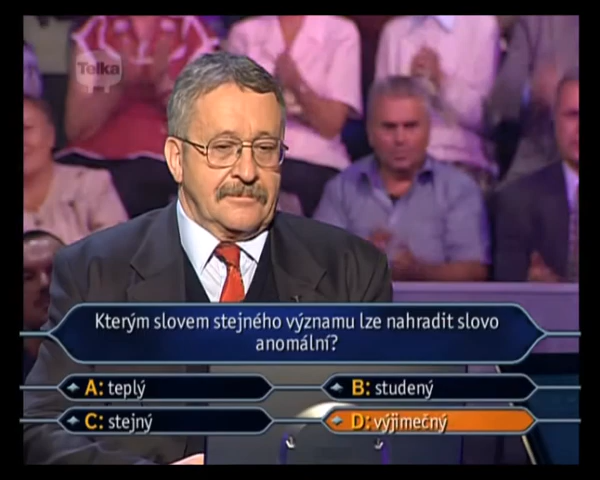 Telka
Kterým slovem stejného významu lze nahradit slovo
anomální?
A: teplý
B: studený
C: stejný
D: výjimečný